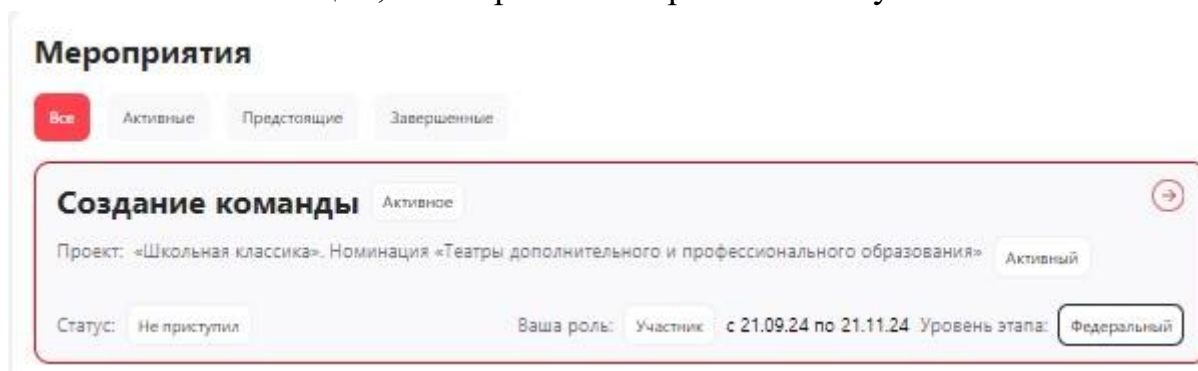 Мероприятия
Все Активные Предстоящие Завершенные
Создание команды Активное
Проект: «Школьная классика». Номинация «Театры дополнительного и профессионального образования» Активный
Статус: Не приступил Ваша роль: Участник с 21.09.24 по 21.11.24 Уровень этапа: Федеральный